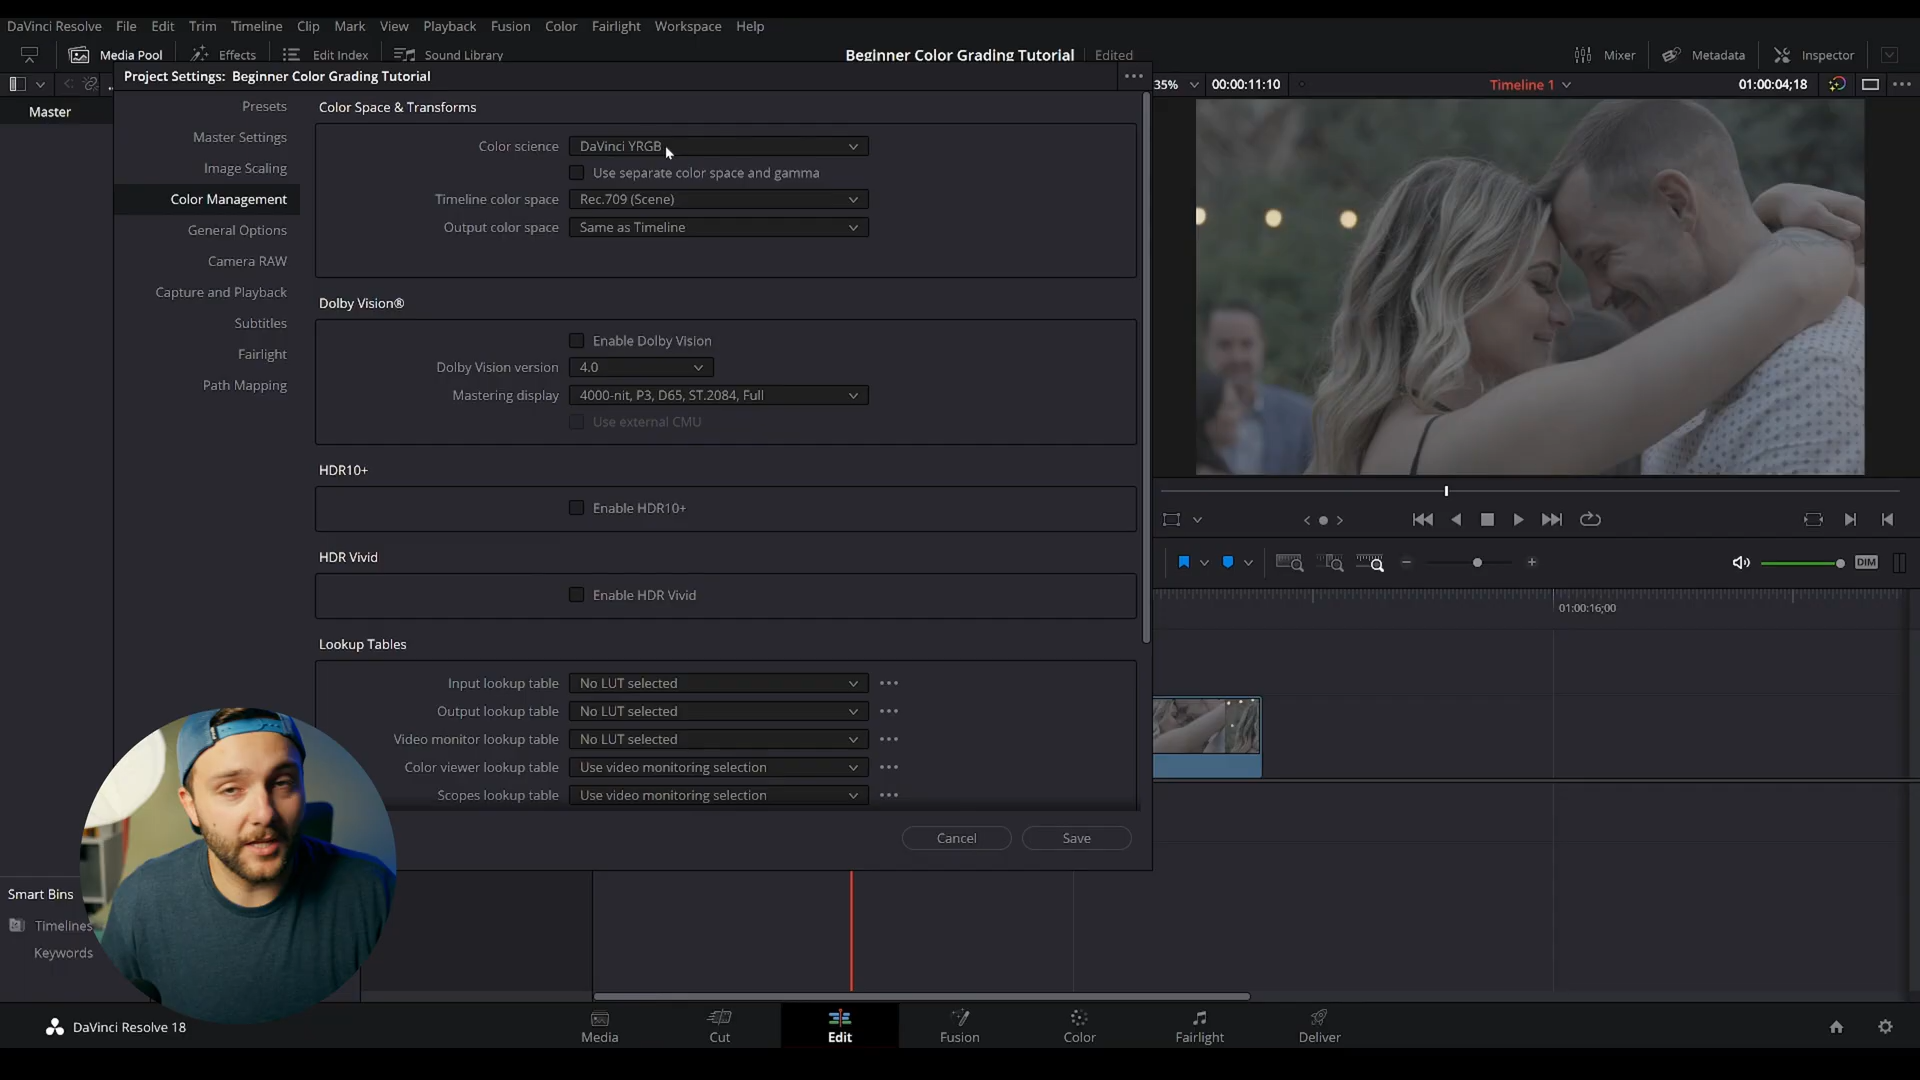 DaVinci Resolve File Edit Trim Timeline Clip Mark View Playback Fusion Color Fairlight Workspace Help
Media Pool Effects Edit Index Sound Library Beginner Color Grading Tutorial Edited Mixer Metadata Inspector
Project Settings: Beginner Color Grading Tutorial
35% 00:00:11:10 Timeline 1 01:00:04;18
Master
Presets
Master Settings
Image Scaling
Color Management
General Options
Camera RAW
Capture and Playback
Subtitles
Fairlight
Path Mapping
Color Space & Transforms
Color science DaVinci YRGB
Use separate color space and gamma
Timeline color space Rec.709 (Scene)
Output color space Same as Timeline
Dolby Vision®
Enable Dolby Vision
Dolby Vision version 4.0
Mastering display 4000-nit, P3, D65, ST.2084, Full
Use external CMU
HDR10+
Enable HDR10+
HDR Vivid
Enable HDR Vivid
Lookup Tables
Input lookup table No LUT selected
Output lookup table No LUT selected
Video monitor lookup table No LUT selected
Color viewer lookup table Use video monitoring selection
Scopes lookup table Use video monitoring selection
Cancel Save
DIM
01:00:16;00
Smart Bins
Timelines
Keywords
DaVinci Resolve 18
Media Cut Edit Fusion Color Fairlight Deliver